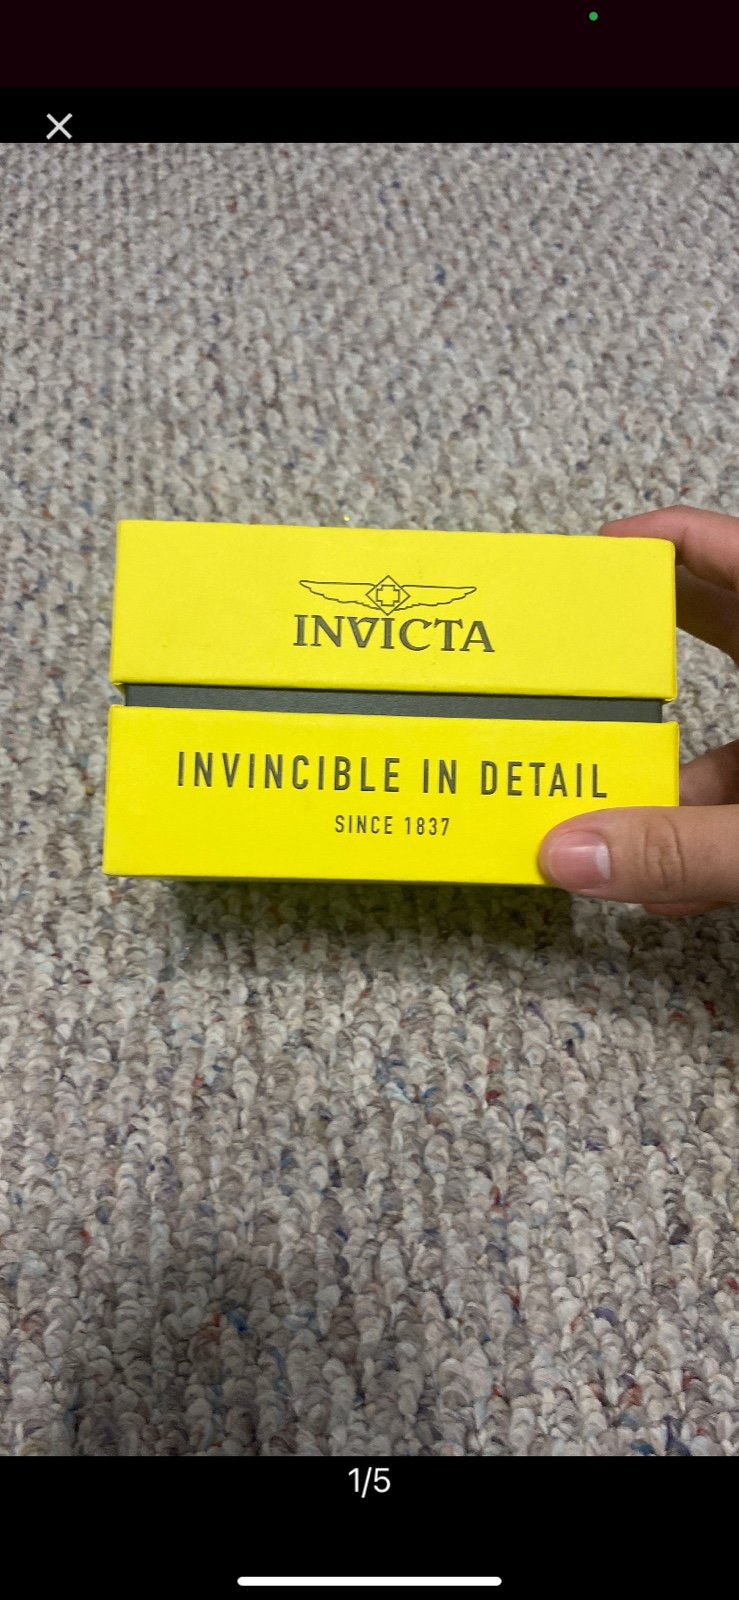 INVICTA
INVINCIBLE IN DETAIL
SINCE 1837
1/5